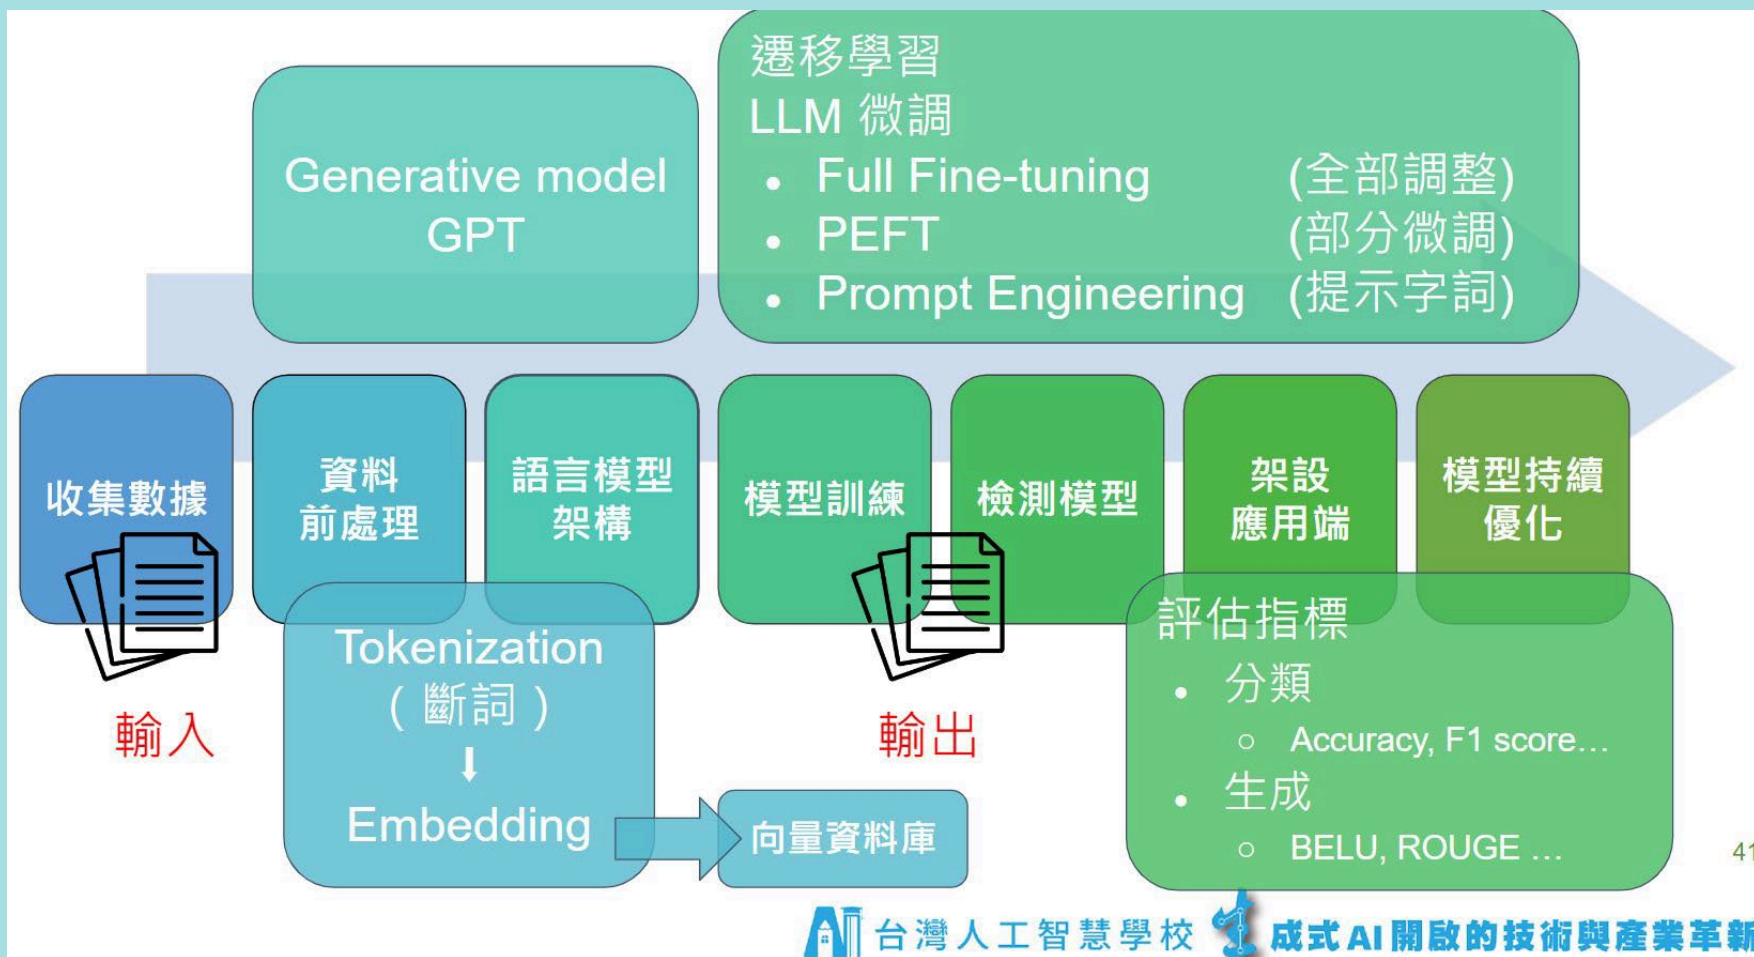 Generative model
GPT
遷移學習
LLM 微調
• Full Fine-tuning (全部調整)
• PEFT (部分微調)
• Prompt Engineering (提示字詞)
收集數據
資料
前處理
語言模型
架構
模型訓練
檢測模型
架設
應用端
模型持續
優化
輸入
Tokenization
(斷詞)
Embedding
向量資料庫
輸出
評估指標
• 分類
○ Accuracy, F1 score…
• 生成
○ BELU, ROUGE …
41
台灣人工智慧學校
成式AI開啟的技術與產業革新